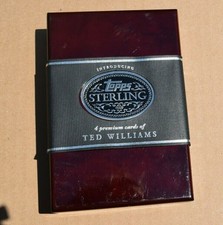 INTRODUCING
Topps
STERLING
4 premium cards of
TED WILLIAMS